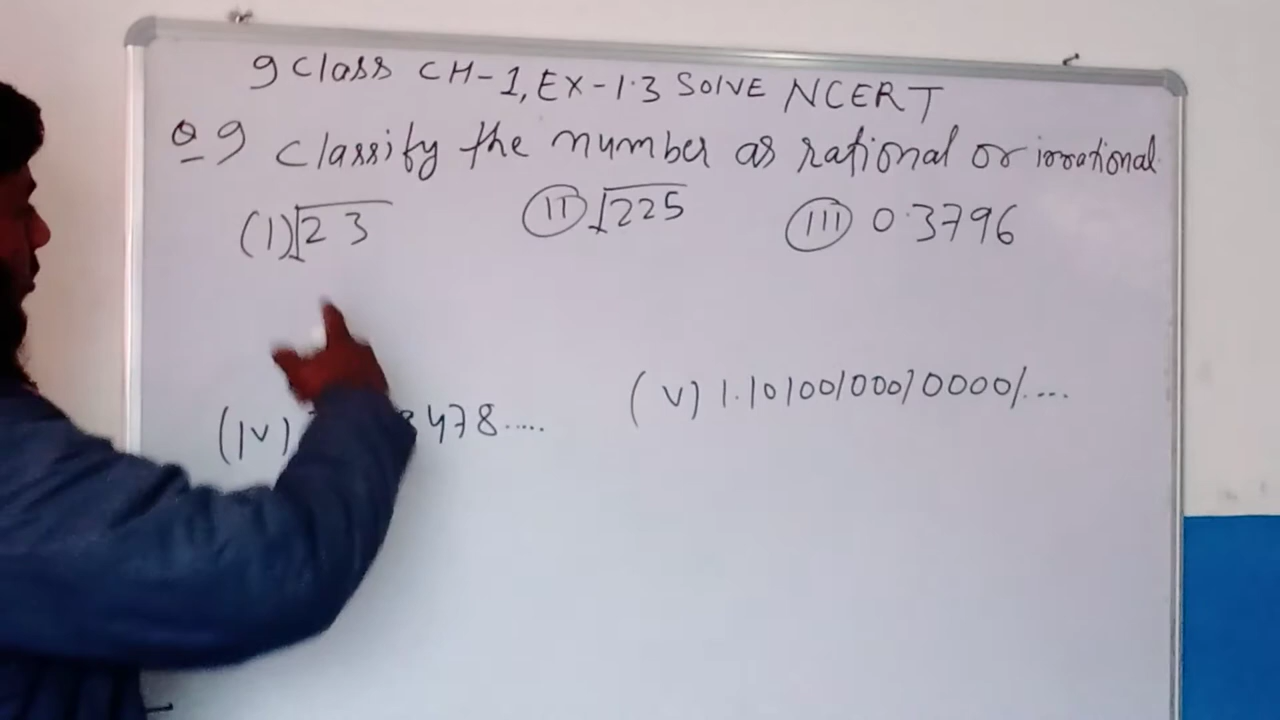 9 Class CH-1, EX-1.3 SOLVE NCERT
Q 9 Classify the number as rational or irrational
(1) √23 (II) √225 (III) 0.3796
(IV) 478..... (V) 1.101001000100001....